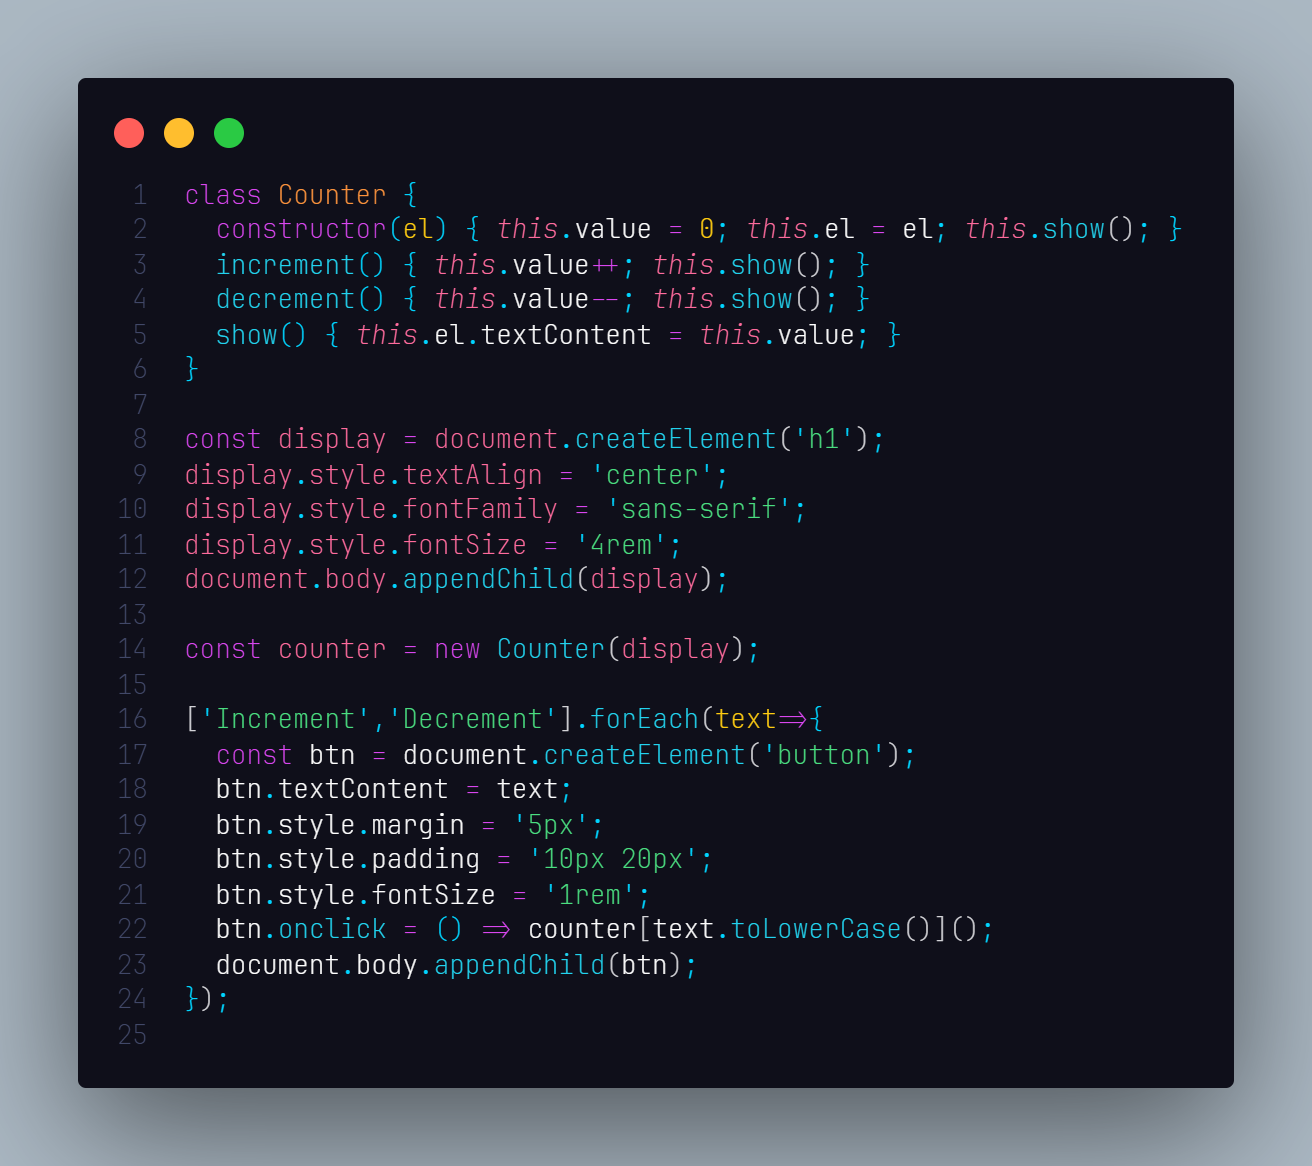 1 class Counter {
2   constructor(el) { this.value = 0; this.el = el; this.show(); }
3   increment() { this.value++; this.show(); }
4   decrement() { this.value--; this.show(); }
5   show() { this.el.textContent = this.value; }
6 }
7
8 const display = document.createElement('h1');
9 display.style.textAlign = 'center';
10 display.style.fontFamily = 'sans-serif';
11 display.style.fontSize = '4rem';
12 document.body.appendChild(display);
13
14 const counter = new Counter(display);
15
16 ['Increment','Decrement'].forEach(text=>{
17   const btn = document.createElement('button');
18   btn.textContent = text;
19   btn.style.margin = '5px';
20   btn.style.padding = '10px 20px';
21   btn.style.fontSize = '1rem';
22   btn.onclick = () => counter[text.toLowerCase()]();
23   document.body.appendChild(btn);
24 });
25